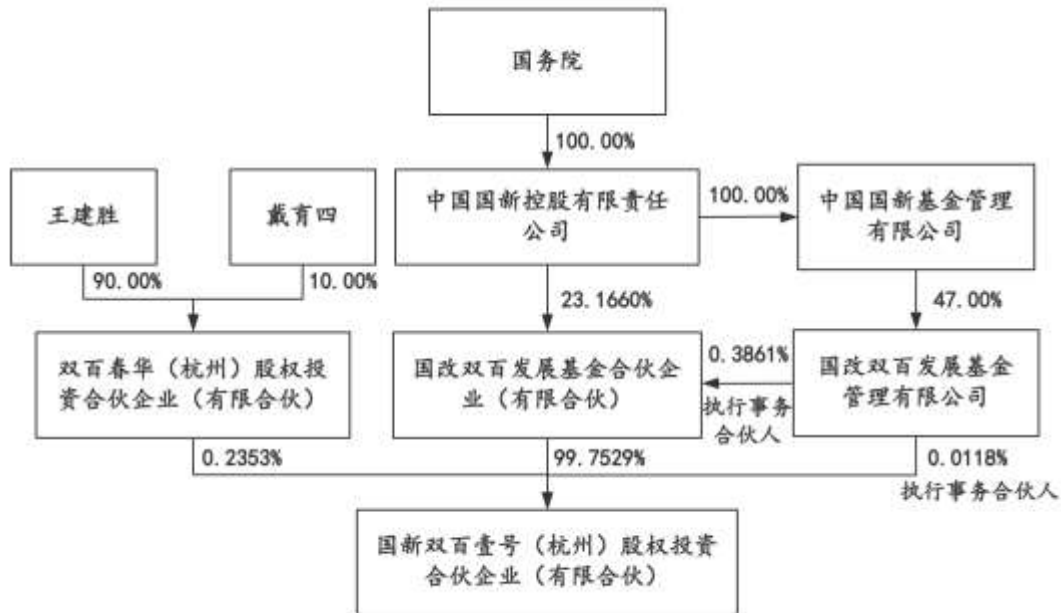 国务院
100.00%
王建胜
戴育四
中国国新控股有限责任
公司
100.00%
中国国新基金管理
有限公司
90.00%
10.00%
23.1660%
47.00%
双百春华（杭州）股权投
资合伙企业（有限合伙）
国改双百发展基金合伙企
业（有限合伙）
0.3861%
执行事务
合伙人
国改双百发展基金
管理有限公司
0.2353%
99.7529%
0.0118%
执行事务合伙人
国新双百壹号（杭州）股权投资
合伙企业（有限合伙）